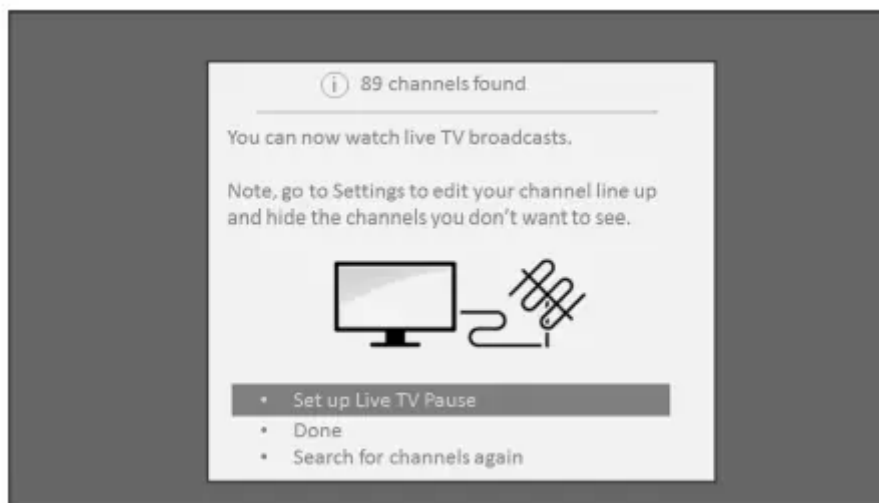 89 channels found
You can now watch live TV broadcasts.
Note, go to Settings to edit your channel line up
and hide the channels you don't want to see.
• Set up Live TV Pause
• Done
• Search for channels again